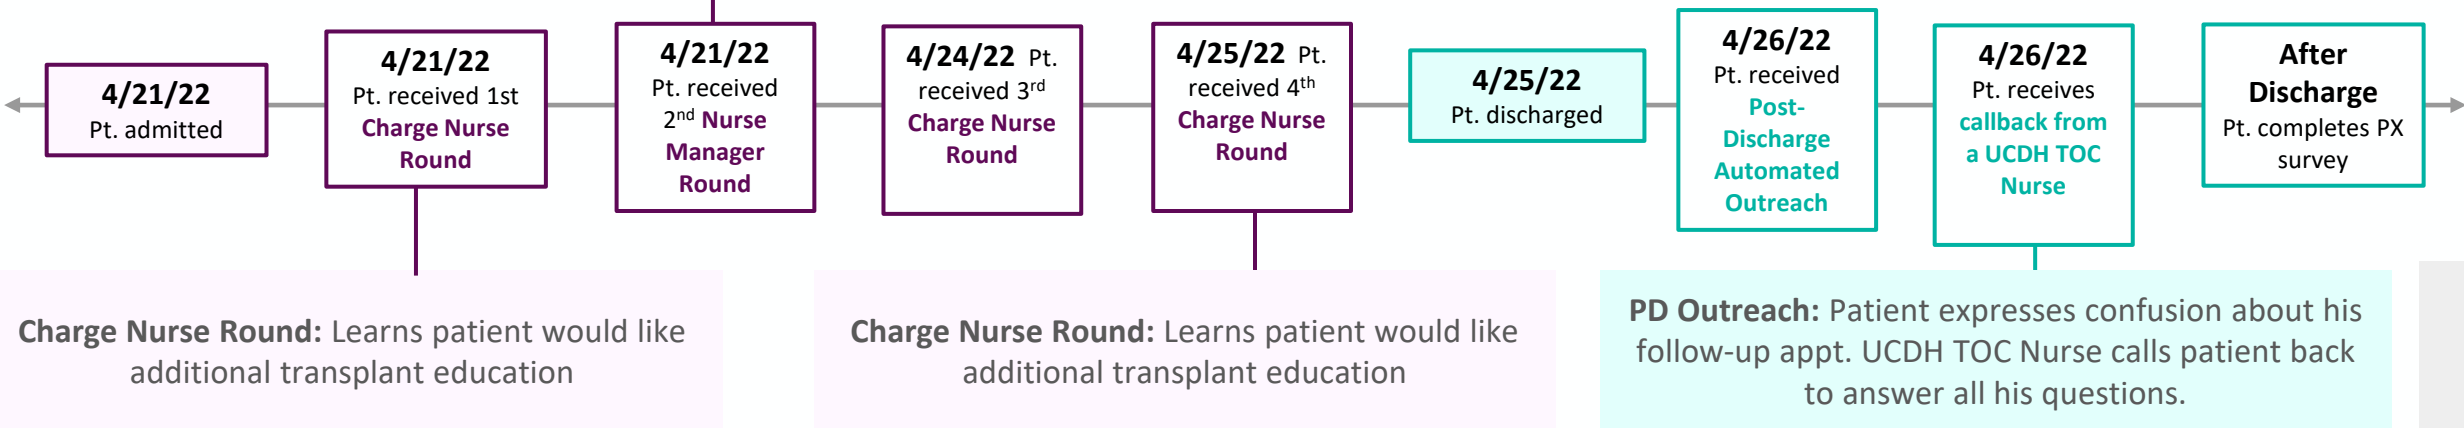 4/21/22
Pt. admitted
4/21/22
Pt. received 1st
Charge Nurse
Round
4/21/22
Pt. received
2nd Nurse
Manager
Round
4/24/22 Pt.
received 3rd
Charge Nurse
Round
4/25/22 Pt.
received 4th
Charge Nurse
Round
4/25/22
Pt. discharged
4/26/22
Pt. received
Post-
Discharge
Automated
Outreach
4/26/22
Pt. receives
callback from
a UCDH TOC
Nurse
After
Discharge
Pt. completes PX
survey
Charge Nurse Round: Learns patient would like
additional transplant education
Charge Nurse Round: Learns patient would like
additional transplant education
PD Outreach: Patient expresses confusion about his
follow-up appt. UCDH TOC Nurse calls patient back
to answer all his questions.